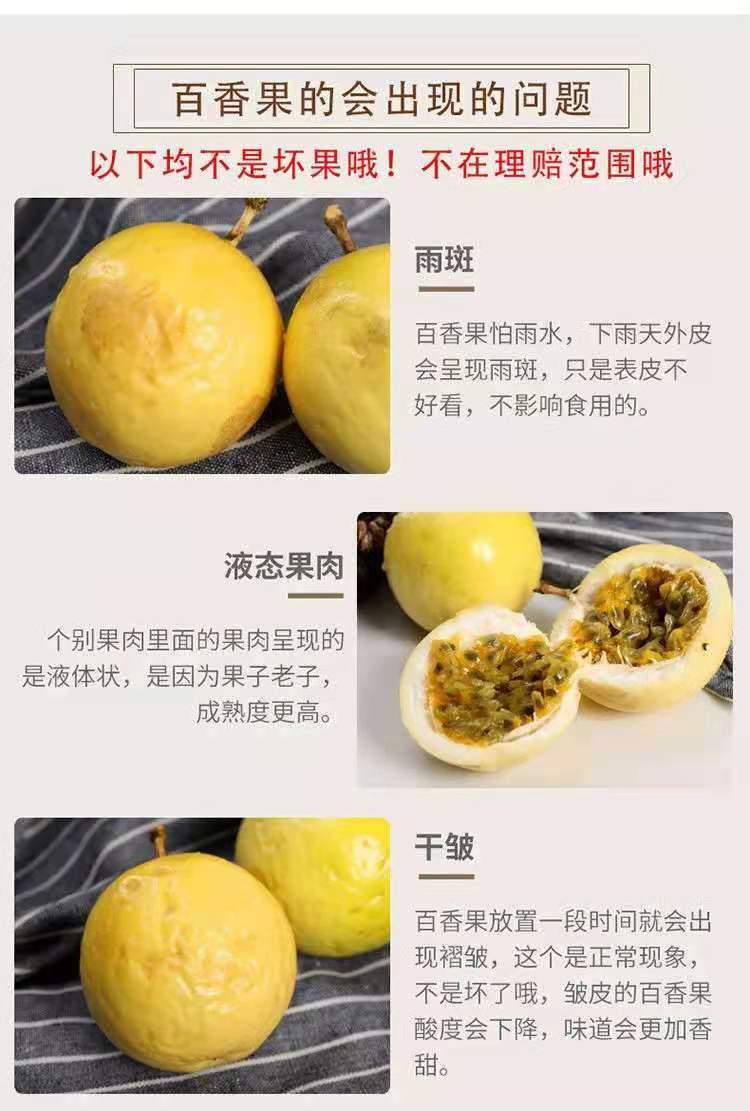 百香果的会出现的问题
以下均不是坏果哦！不在理赔范围哦
雨斑
百香果怕雨水，下雨天外皮
会呈现雨斑，只是表皮不
好看，不影响食用的。
液态果肉
个别果肉里面的果肉呈现的
是液体状，是因为果子老子，
成熟度更高。
干皱
百香果放置一段时间就会出
现褶皱，这个是正常现象，
不是坏了哦，皱皮的百香果
酸度会下降，味道会更加香
甜。